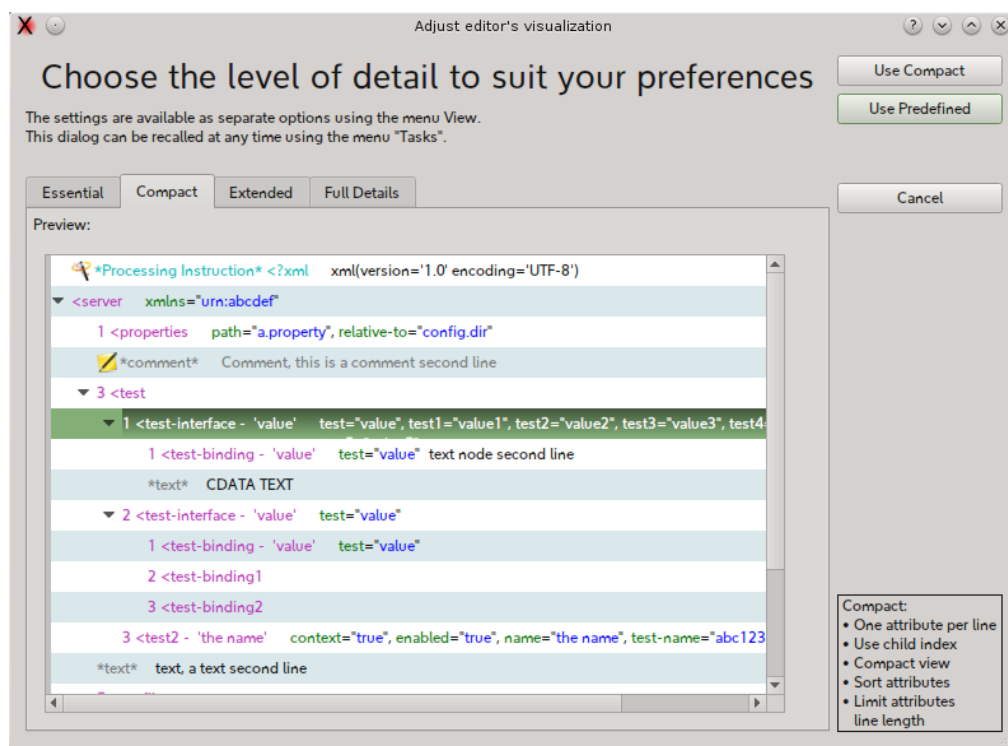 Adjust editor's visualization
Choose the level of detail to suit your preferences
The settings are available as separate options using the menu View.
This dialog can be recalled at any time using the menu "Tasks".
Use Compact
Use Predefined
Cancel
Essential Compact Extended Full Details
Preview:
*Processing Instruction* <?xml xml(version='1.0' encoding='UTF-8')
<server xmlns="urn:abcdef"
1 <properties path="a.property", relative-to="config.dir"
*comment* Comment, this is a comment second line
3 <test
1 <test-interface - 'value' test="value", test1="value1", test2="value2", test3="value3", test4=
1 <test-binding - 'value' test="value" text node second line
*text* CDATA TEXT
2 <test-interface - 'value' test="value"
1 <test-binding - 'value' test="value"
2 <test-binding1
3 <test-binding2
3 <test2 - 'the name' context="true", enabled="true", name="the name", test-name="abc123
*text* text, a text second line
Compact:
• One attribute per line
• Use child index
• Compact view
• Sort attributes
• Limit attributes
line length